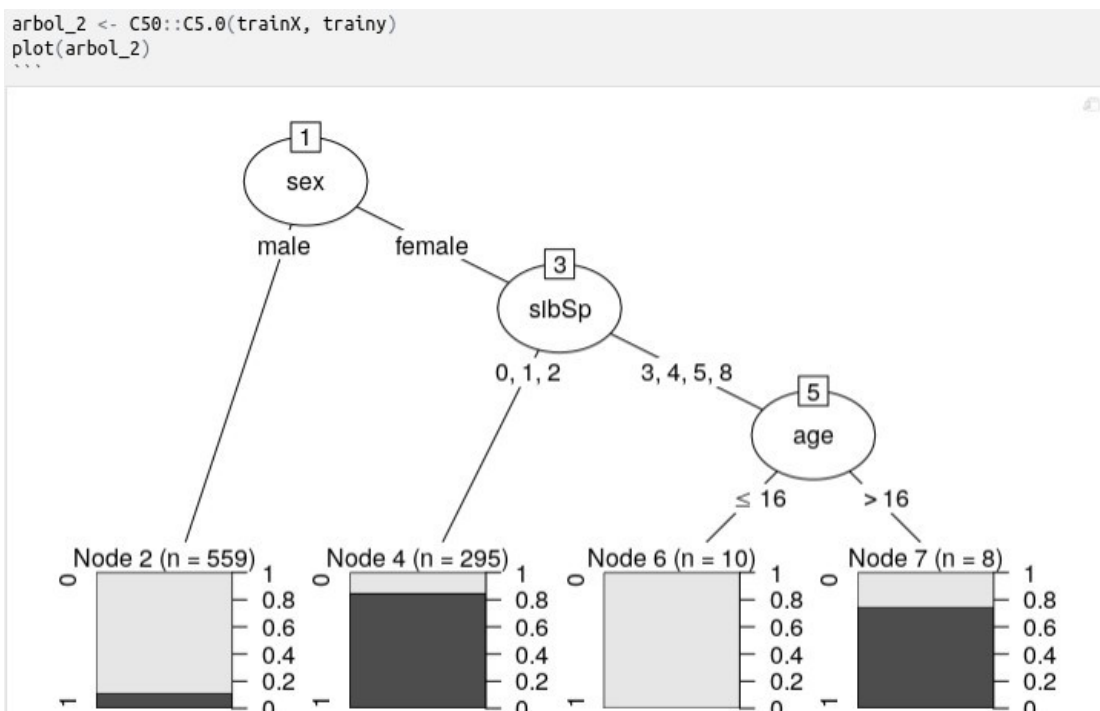 arbol_2 <- C50::C5.0(trainX, trainy)
plot(arbol_2)
```
1
sex
male
female
3
sibSp
0, 1, 2
3, 4, 5, 8
5
age
≤ 16
> 16
Node 2 (n = 559)
Node 4 (n = 295)
Node 6 (n = 10)
Node 7 (n = 8)
0 1 0 1 0 1 0 1
0.8 0.8 0.8 0.8
0.6 0.6 0.6 0.6
0.4 0.4 0.4 0.4
0.2 0.2 0.2 0.2
1 0 1 0 1 0 1 0